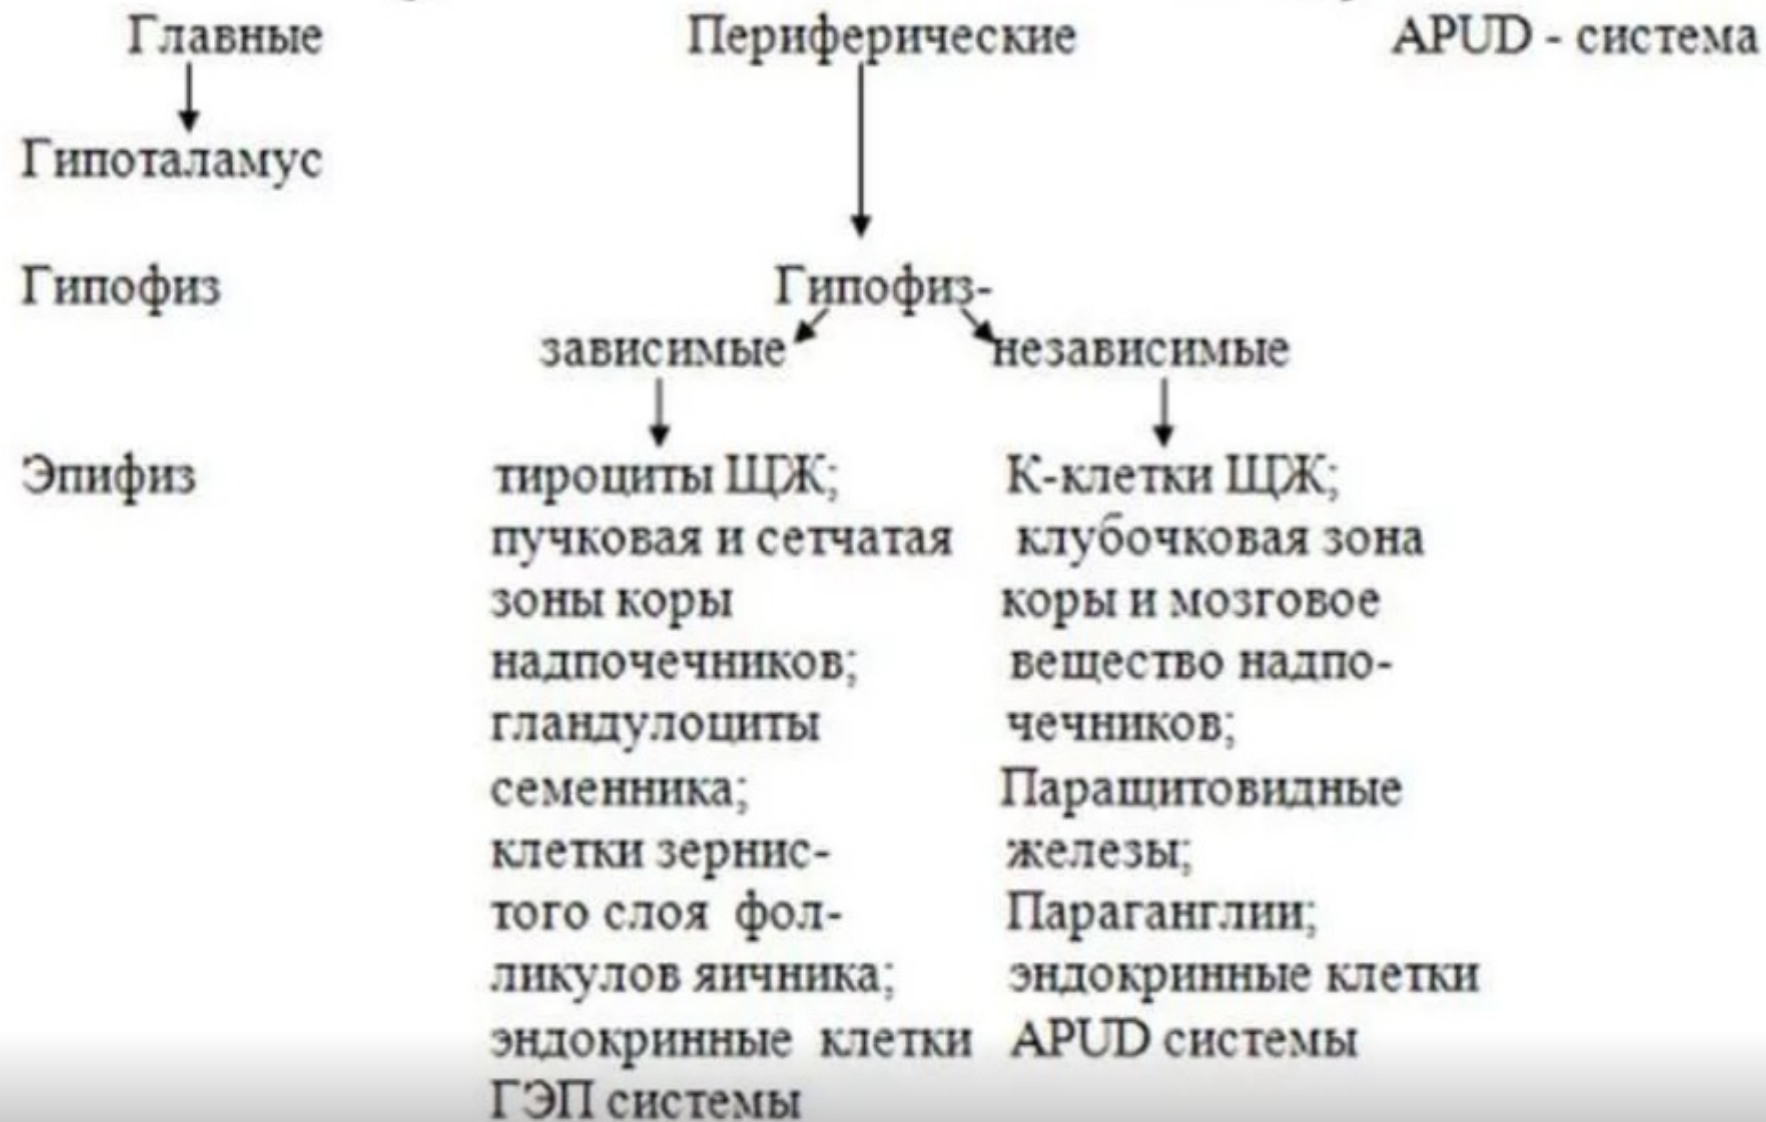 Главные Периферические APUD - система
Гипоталамус
Гипофиз Гипофиз-
зависимые независимые
Эпифиз тироциты ЩЖ; К-клетки ЩЖ;
пучковая и сетчатая клубочковая зона
зоны коры коры и мозговое
надпочечников; вещество надпо-
гландулоциты чечников;
семенника; Паращитовидные
клетки зернис- железы;
того слоя фол- Параганглии;
ликулов яичника; эндокринные клетки
эндокринные клетки APUD системы
ГЭП системы